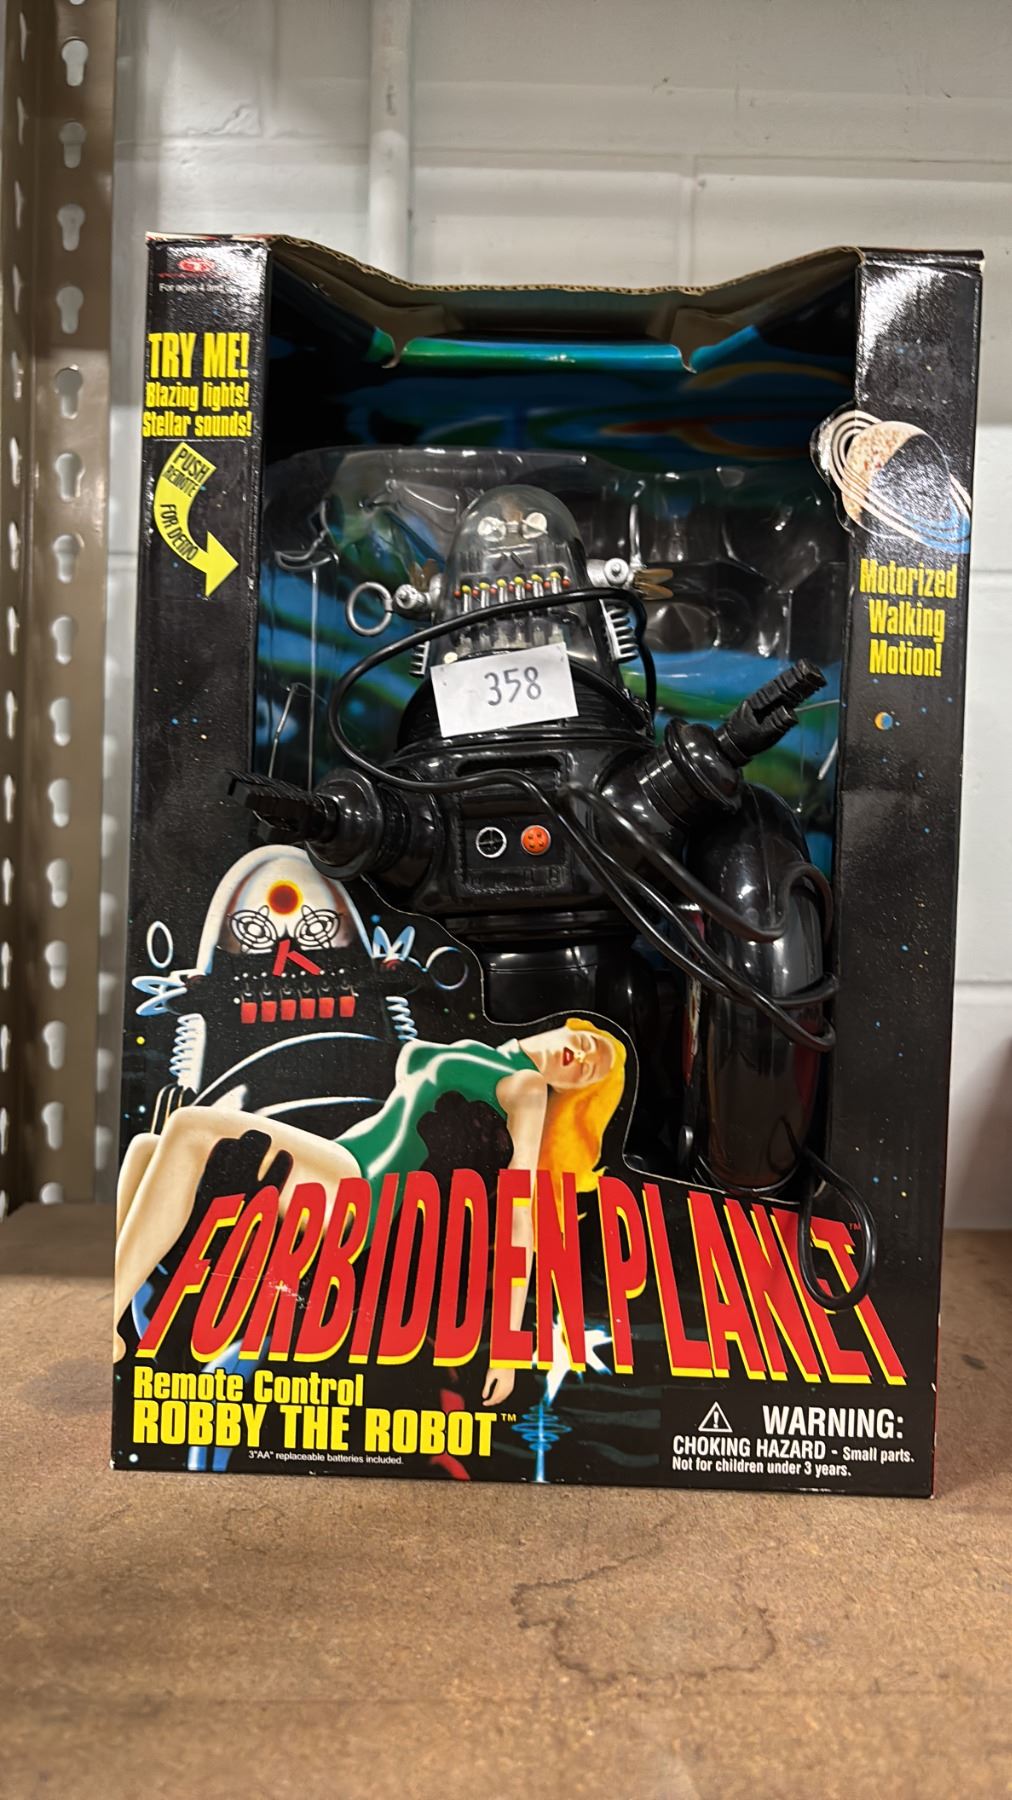 For ages 4 and
TRY ME!
Blazing lights!
Stellar sounds!
PUSH
REMOTE
FOR DEMO
Motorized
Walking
Motion!
358
FORBIDDEN PLANET™
Remote Control
ROBBY THE ROBOT™
3"AA" replaceable batteries included.
WARNING:
CHOKING HAZARD - Small parts.
Not for children under 3 years.